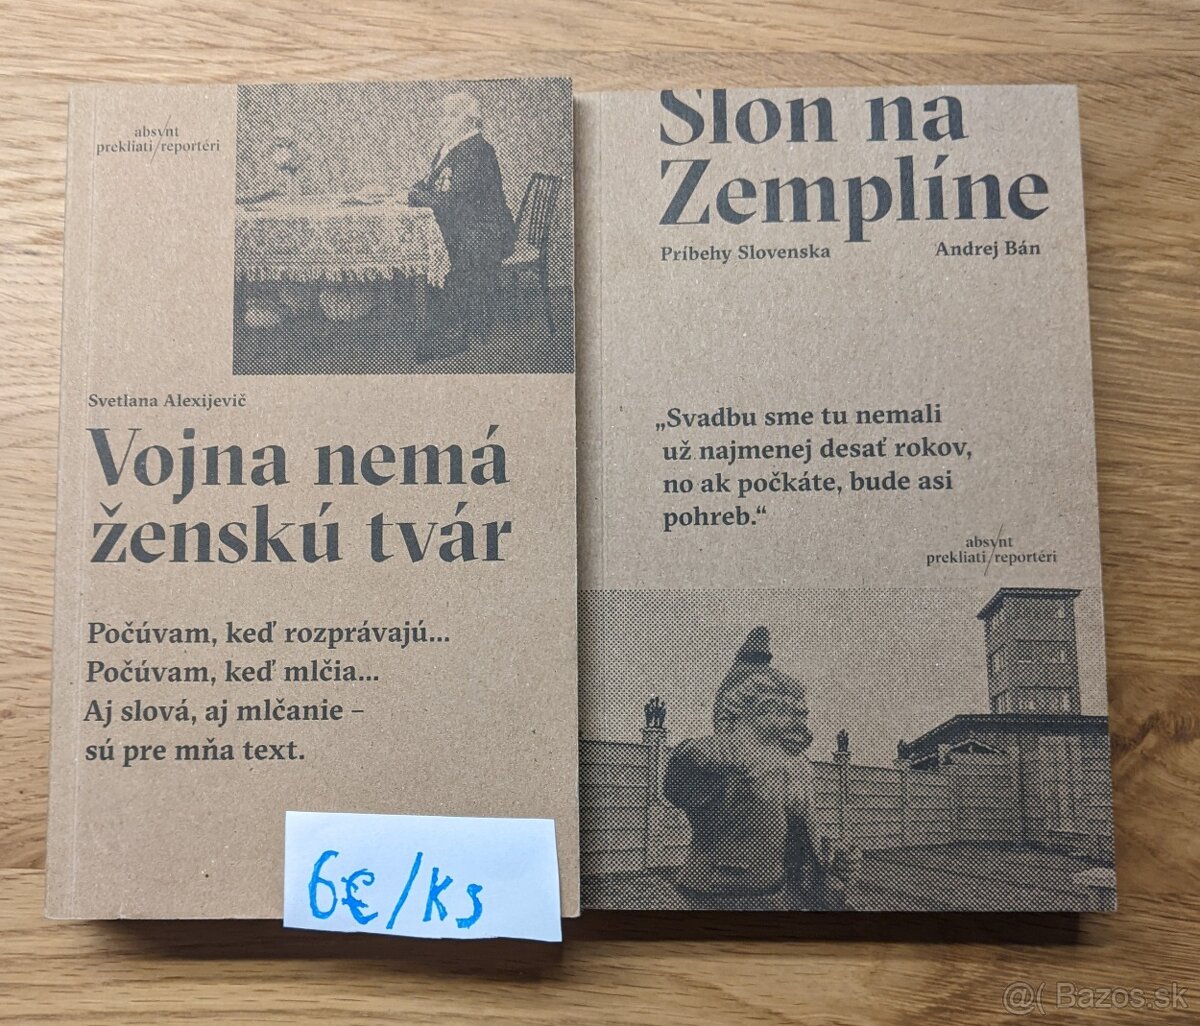 absynt
prekliati/reportéri
Svetlana Alexijevič
Vojna nemá
ženskú tvár
Počúvam, keď rozprávajú...
Počúvam, keď mlčia...
Aj slová, aj mlčanie –
sú pre mňa text.
6€/ks
Slon na
Zemplíne
Príbehy Slovenska
Andrej Bán
„Svadbu sme tu nemali
už najmenej desať rokov,
no ak počkáte, bude asi
pohreb.“
absynt
prekliati/reportéri
@( Bazos.sk